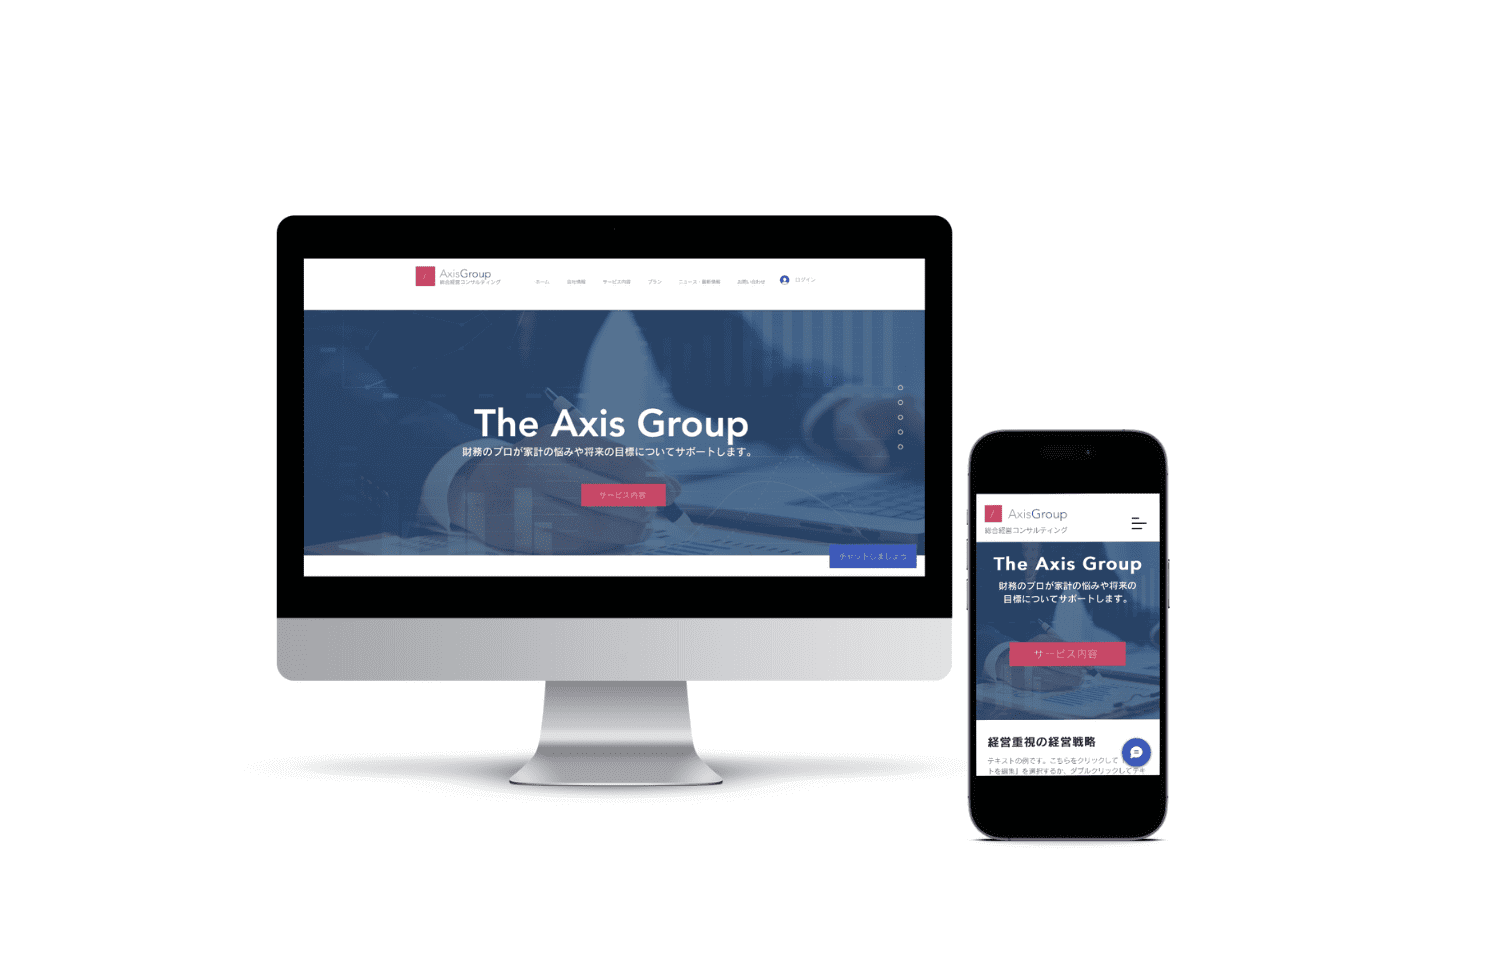 AxisGroup
総合経営コンサルティング
ホーム 会社情報 サービス内容 プラン ニュース・最新情報 お問い合わせ ログイン
The Axis Group
財務のプロが家計の悩みや将来の目標についてサポートします。
サービス内容
チャットしましょう
AxisGroup
総合経営コンサルティング
The Axis Group
財務のプロが家計の悩みや将来の
目標についてサポートします。
サービス内容
経営重視の経営戦略
テキストの例です。こちらをクリックして「
トを編集」を選択するか、ダブルクリックしてテキ